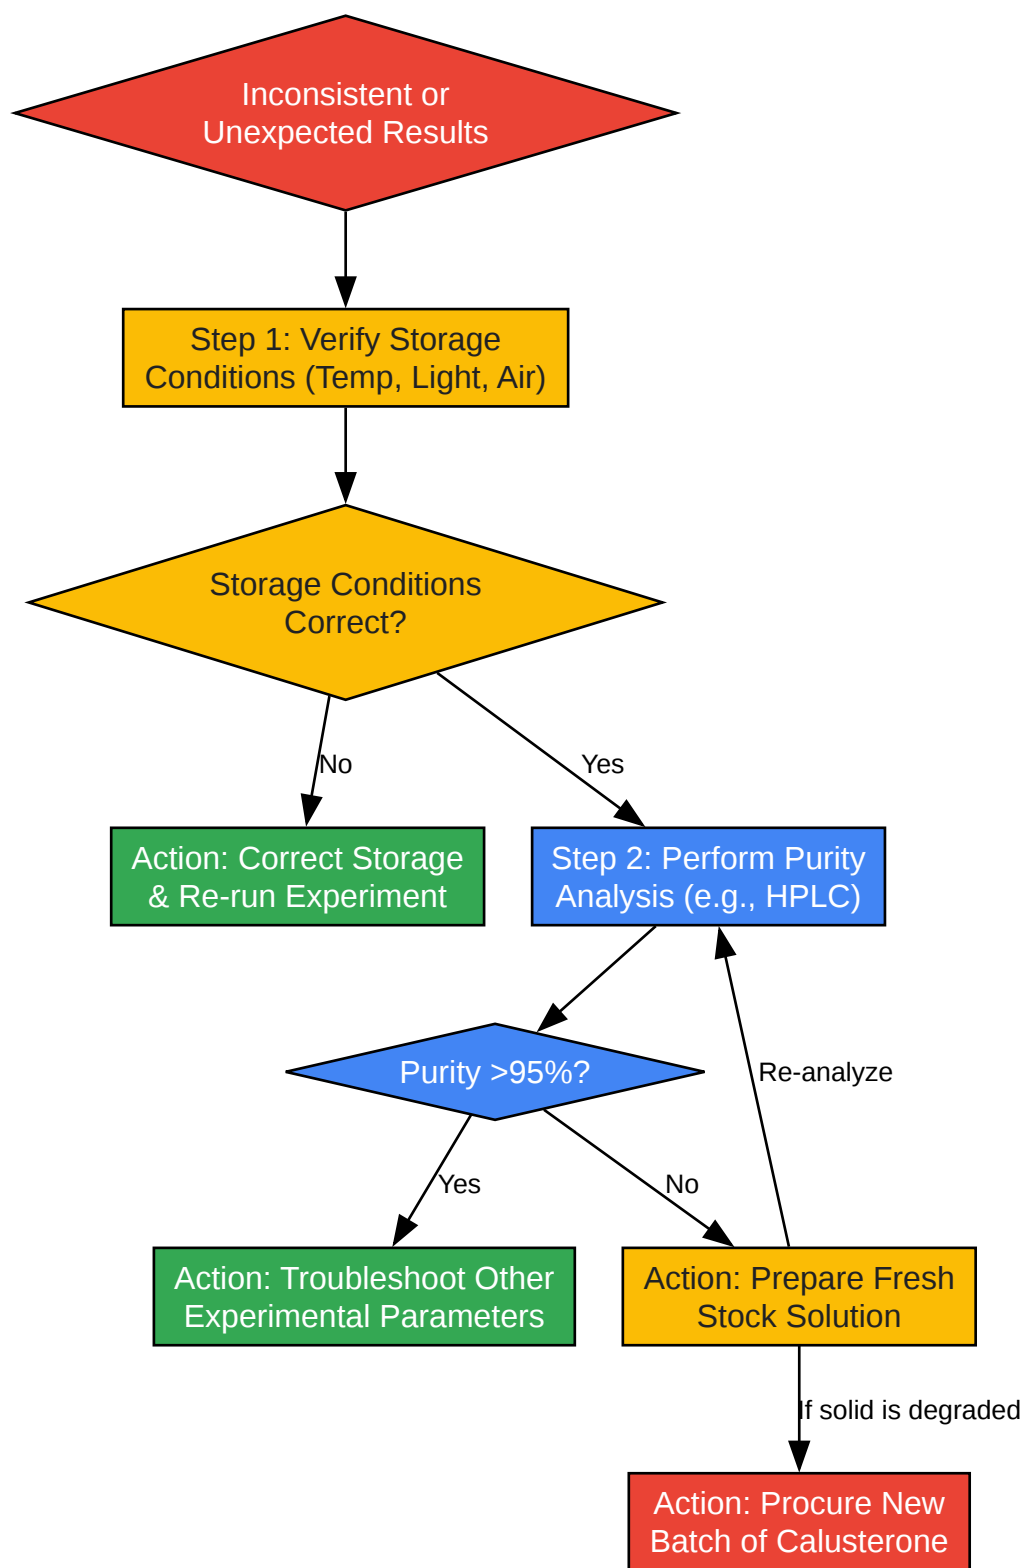 Inconsistent or
Unexpected Results
Step 1: Verify Storage
Conditions (Temp, Light, Air)
Storage Conditions
Correct?
No
Yes
Action: Correct Storage
& Re-run Experiment
Step 2: Perform Purity
Analysis (e.g., HPLC)
Purity >95%?
Re-analyze
Yes
No
Action: Troubleshoot Other
Experimental Parameters
Action: Prepare Fresh
Stock Solution
If solid is degraded
Action: Procure New
Batch of Calusterone